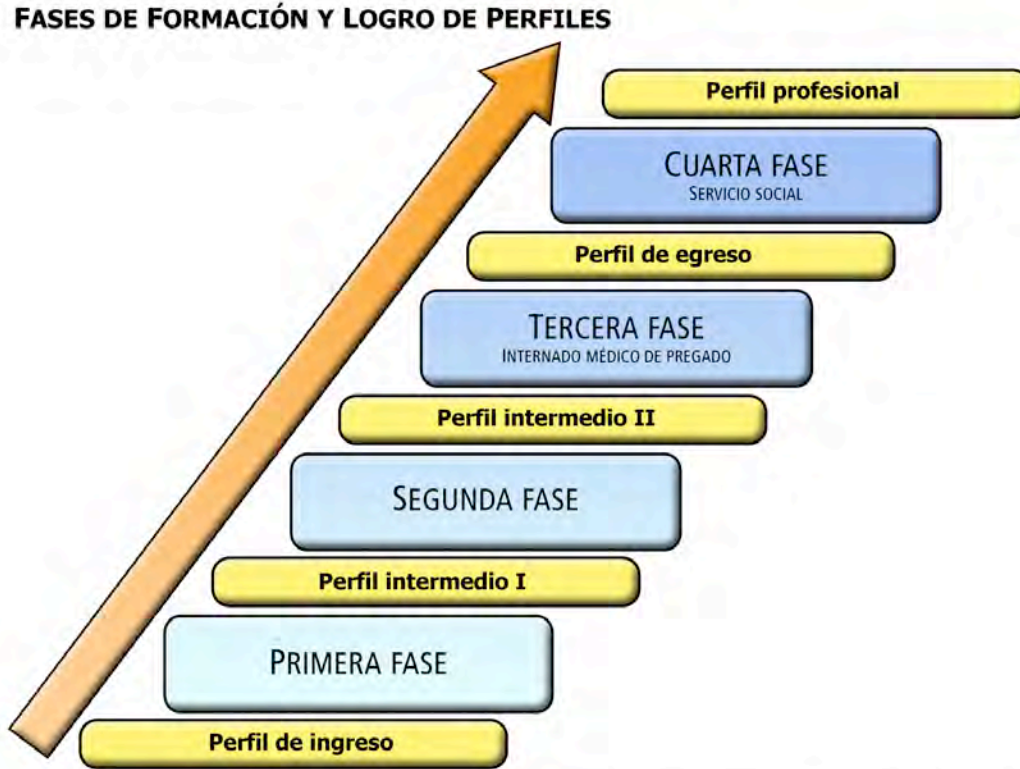 FASES DE FORMACIÓN Y LOGRO DE PERFILES
Perfil profesional
CUARTA FASE
SERVICIO SOCIAL
Perfil de egreso
TERCERA FASE
INTERNADO MÉDICO DE PREGADO
Perfil intermedio II
SEGUNDA FASE
Perfil intermedio I
PRIMERA FASE
Perfil de ingreso